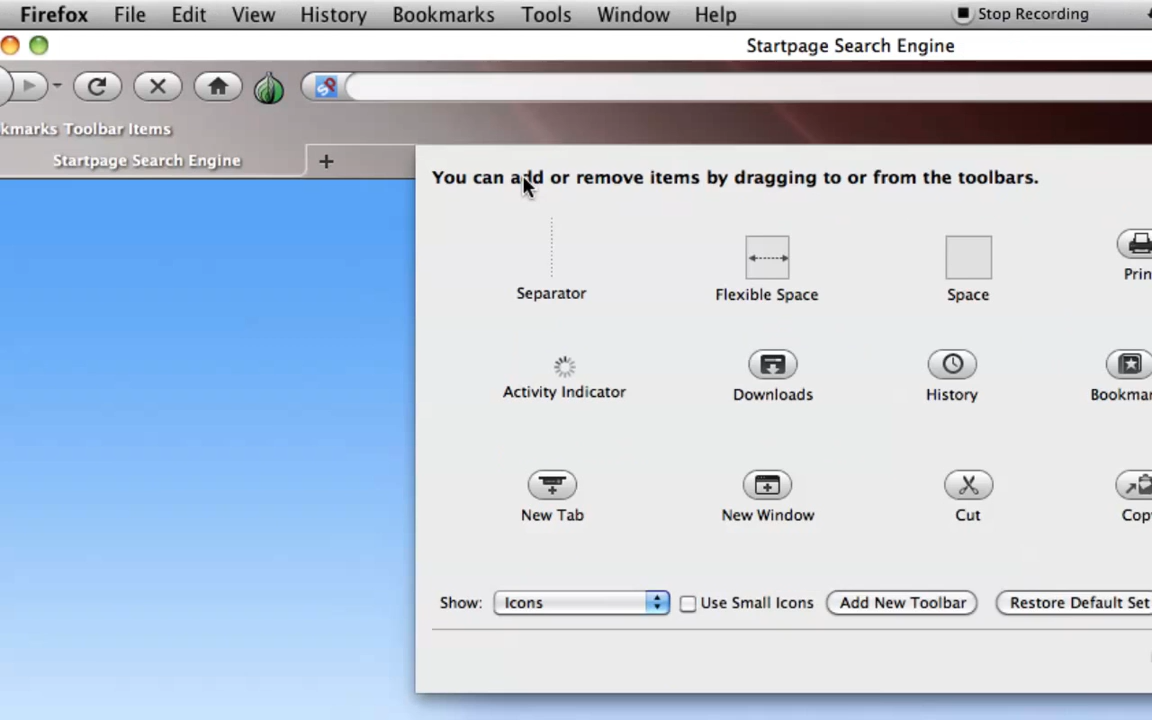 Firefox File Edit View History Bookmarks Tools Window Help Stop Recording
Startpage Search Engine
kmarks Toolbar Items
Startpage Search Engine
You can add or remove items by dragging to or from the toolbars.
Separator Flexible Space Space Prin
Activity Indicator Downloads History Bookmar
New Tab New Window Cut Cop
Show: Icons Use Small Icons Add New Toolbar Restore Default Set